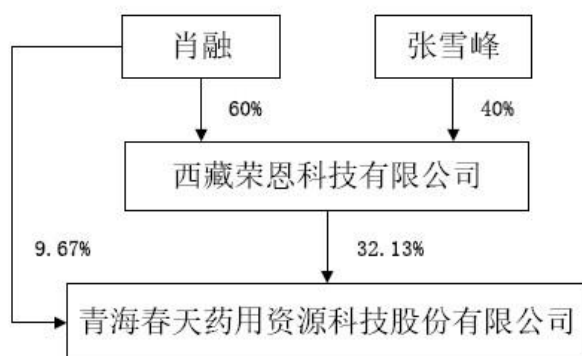 肖融
张雪峰
60%
40%
西藏荣恩科技有限公司
9.67%
32.13%
青海春天药用资源科技股份有限公司